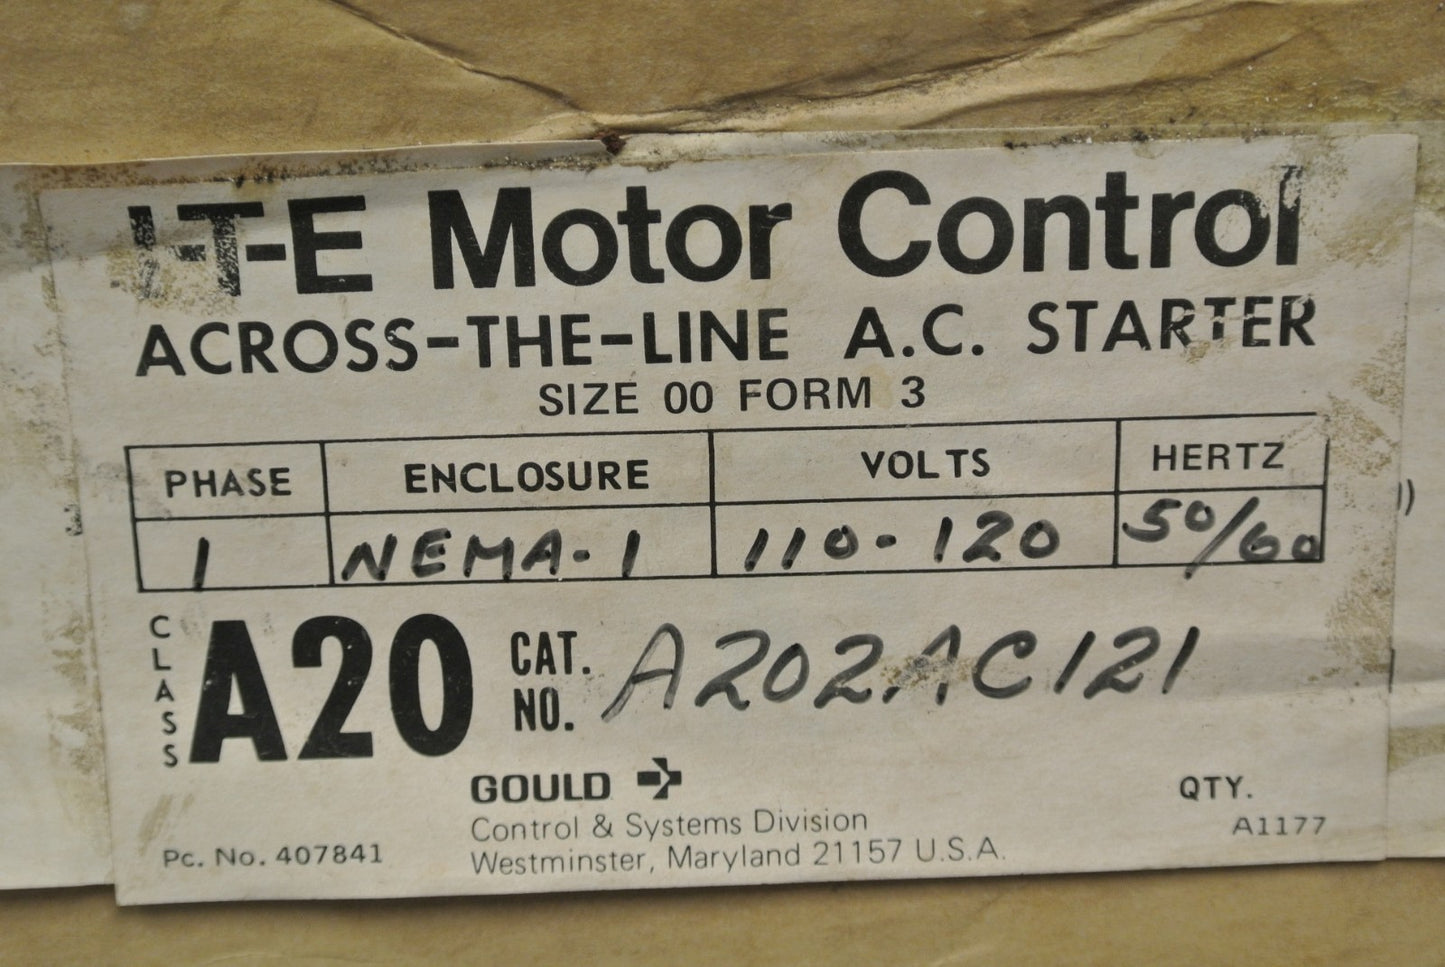 I-T-E Motor Control
ACROSS-THE-LINE A.C. STARTER
SIZE 00 FORM 3
PHASE ENCLOSURE VOLTS HERTZ
1 NEMA-1 110-120 50/60
CLASS A20 CAT. NO. A202AC121
GOULD
QTY.
Control & Systems Division
A1177
Pc. No. 407841
Westminster, Maryland 21157 U.S.A.